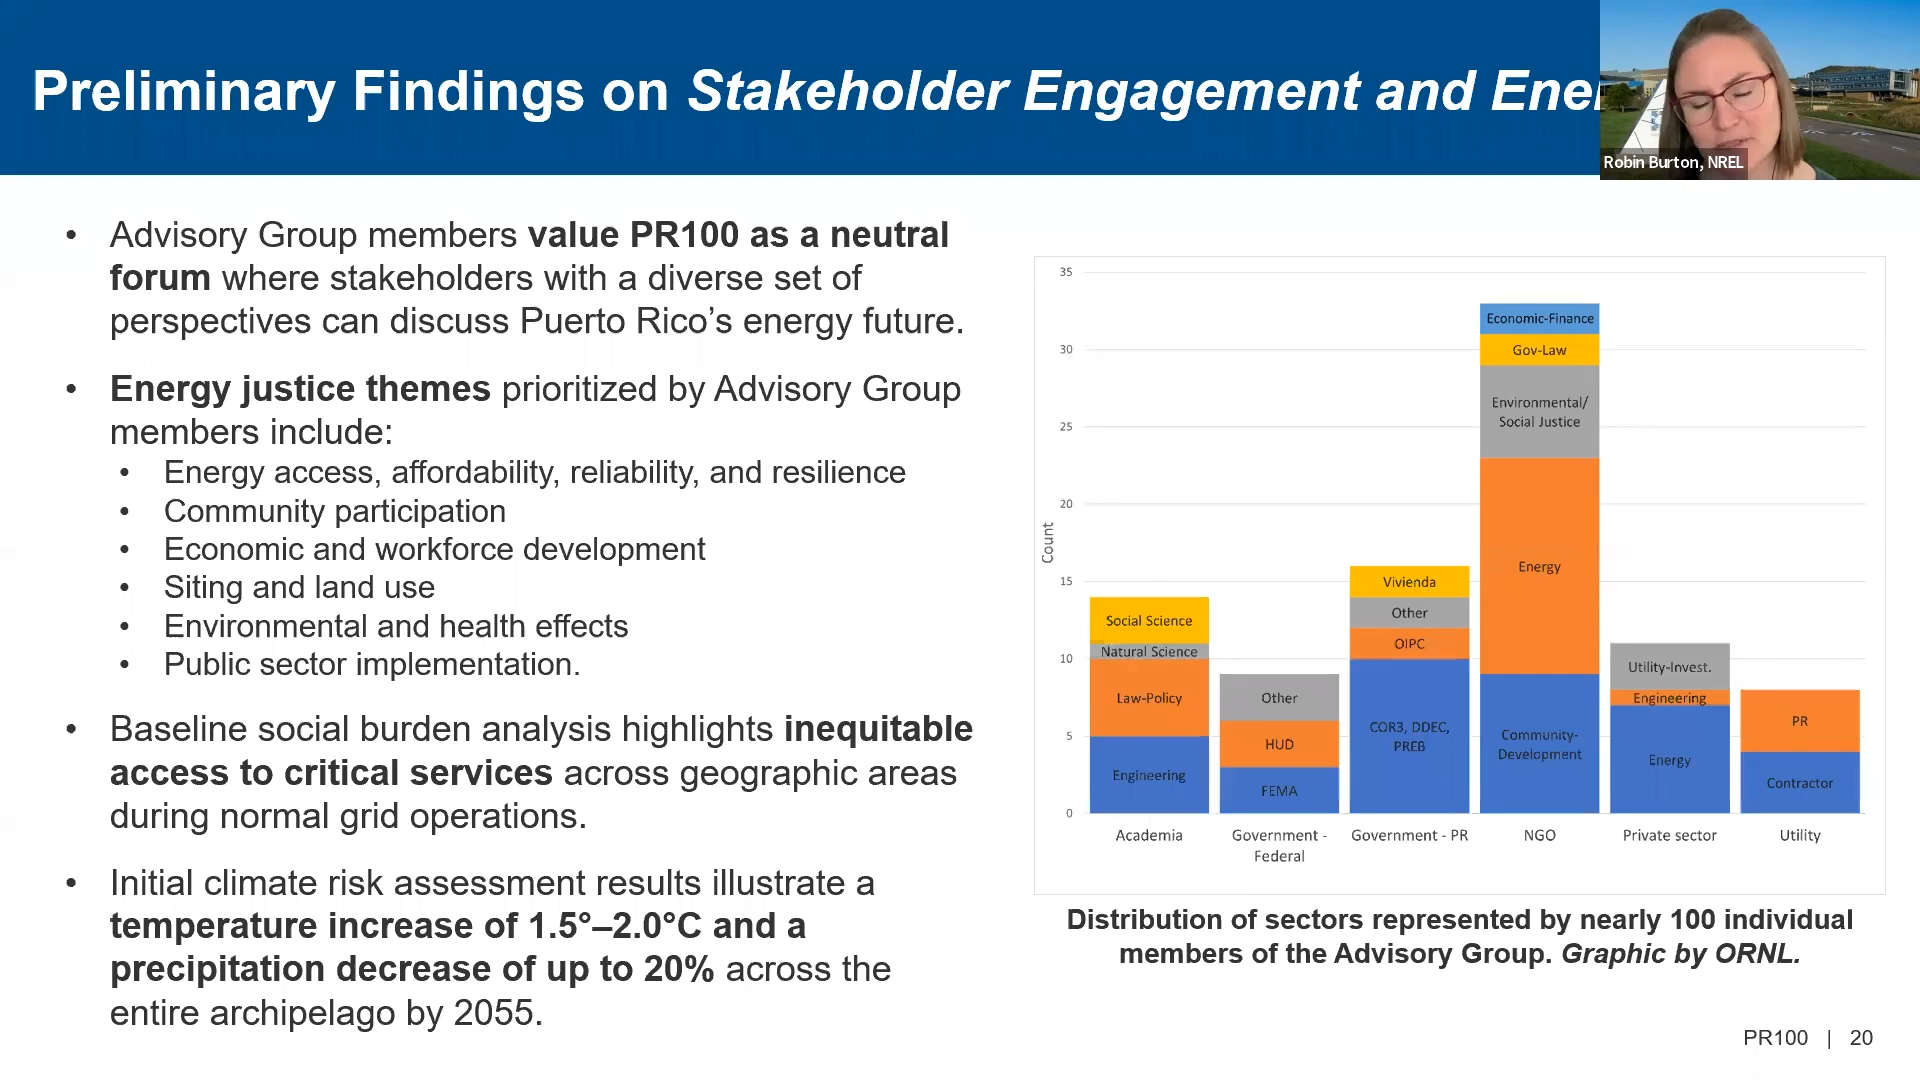 Preliminary Findings on Stakeholder Engagement and Ene
Robin Burton, NREL
• Advisory Group members value PR100 as a neutral
forum where stakeholders with a diverse set of
perspectives can discuss Puerto Rico’s energy future.
• Energy justice themes prioritized by Advisory Group
members include:
• Energy access, affordability, reliability, and resilience
• Community participation
• Economic and workforce development
• Siting and land use
• Environmental and health effects
• Public sector implementation.
• Baseline social burden analysis highlights inequitable
access to critical services across geographic areas
during normal grid operations.
• Initial climate risk assessment results illustrate a
temperature increase of 1.5°–2.0°C and a
precipitation decrease of up to 20% across the
entire archipelago by 2055.
35
30
25
20
15
10
5
0
Count
Social Science
Natural Science
Law-Policy
Engineering
Academia
Other
HUD
FEMA
Government -
Federal
Vivienda
Other
OIPC
COR3, DDEC,
PREB
Government - PR
Economic-Finance
Gov-Law
Environmental/
Social Justice
Energy
Community-
Development
NGO
Utility-Invest.
Engineering
Energy
Private sector
PR
Contractor
Utility
Distribution of sectors represented by nearly 100 individual
members of the Advisory Group. Graphic by ORNL.
PR100 | 20